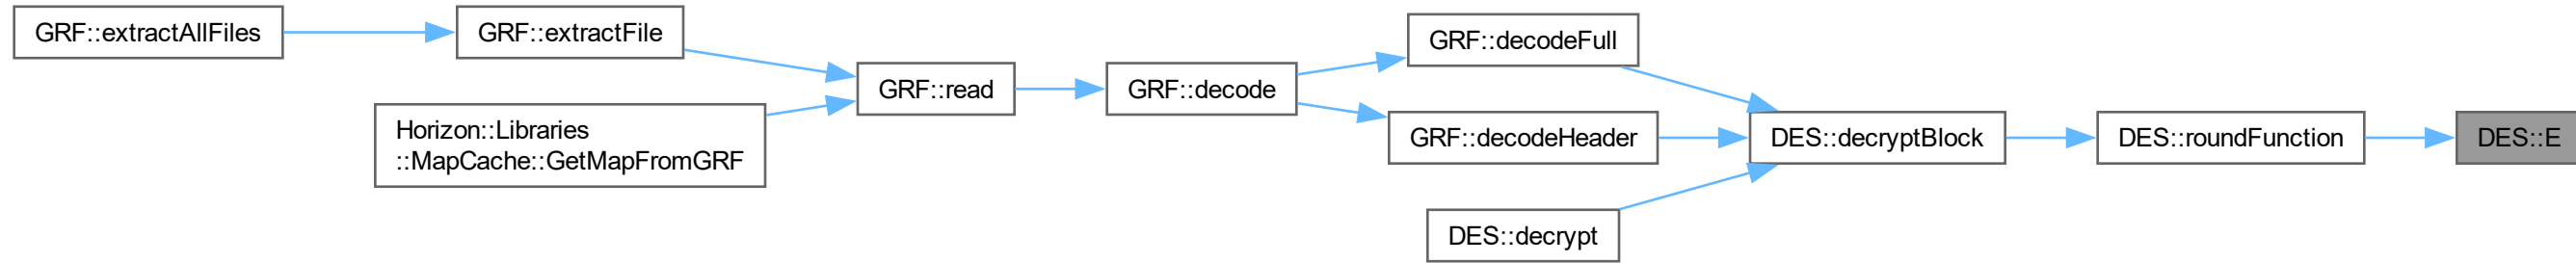 GRF::extractAllFiles
GRF::extractFile
Horizon::Libraries
::MapCache::GetMapFromGRF
GRF::read
GRF::decode
GRF::decodeFull
GRF::decodeHeader
DES::decrypt
DES::decryptBlock
DES::roundFunction
DES::E